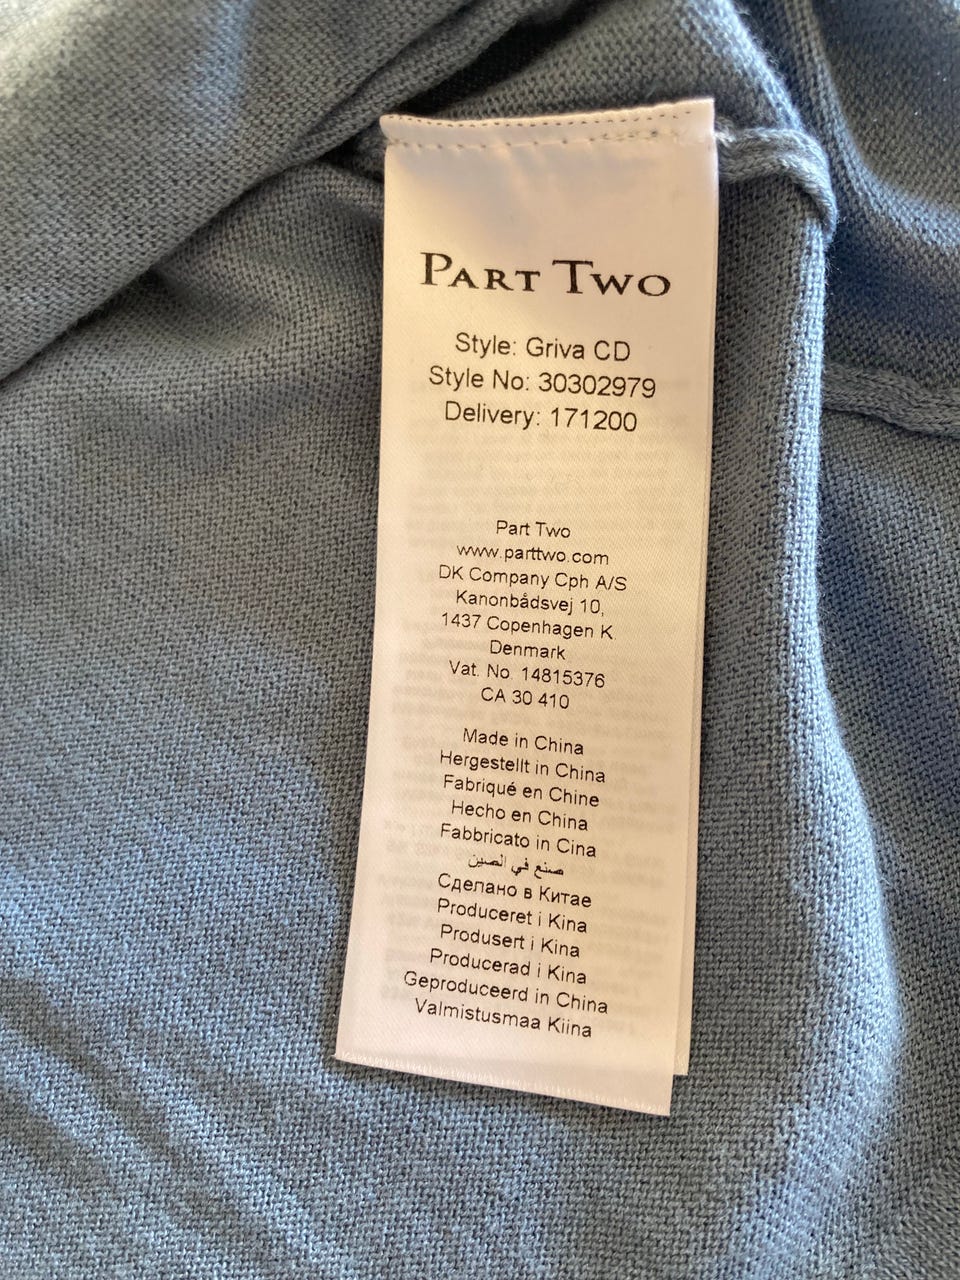 PART TWO
Style: Griva CD
Style No: 30302979
Delivery: 171200
Part Two
www.parttwo.com
DK Company Cph A/S
Kanonbådsvej 10,
1437 Copenhagen K
Denmark
Vat. No. 14815376
CA 30 410
Made in China
Hergestellt in China
Fabriqué en Chine
Hecho en China
Fabbricato in Cina
صنع في الصين
Сделано в Китае
Produceret i Kina
Produsert i Kina
Producerad i Kina
Geproduceerd in China
Valmistusmaa Kiina